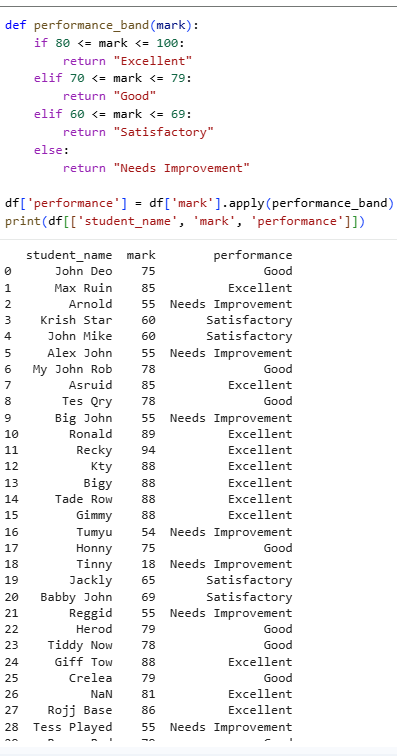 def performance_band(mark):
    if 80 <= mark <= 100:
        return "Excellent"
    elif 70 <= mark <= 79:
        return "Good"
    elif 60 <= mark <= 69:
        return "Satisfactory"
    else:
        return "Needs Improvement"
df['performance'] = df['mark'].apply(performance_band)
print(df[['student_name', 'mark', 'performance']])
   student_name  mark        performance
0      John Deo    75               Good
1      Max Ruin    85          Excellent
2        Arnold    55  Needs Improvement
3    Krish Star    60       Satisfactory
4     John Mike    60       Satisfactory
5     Alex John    55  Needs Improvement
6   My John Rob    78               Good
7        Asruid    85          Excellent
8       Tes Qry    78               Good
9      Big John    55  Needs Improvement
10       Ronald    89          Excellent
11        Recky    94          Excellent
12          Kty    88          Excellent
13         Bigy    88          Excellent
14     Tade Row    88          Excellent
15        Gimmy    88          Excellent
16        Tumyu    54  Needs Improvement
17        Honny    75               Good
18        Tinny    18  Needs Improvement
19       Jackly    65       Satisfactory
20   Babby John    69       Satisfactory
21       Reggid    55  Needs Improvement
22        Herod    79               Good
23    Tiddy Now    78               Good
24     Giff Tow    88          Excellent
25       Crelea    79               Good
26          NaN    81          Excellent
27    Rojj Base    86          Excellent
28  Tess Played    55  Needs Improvement